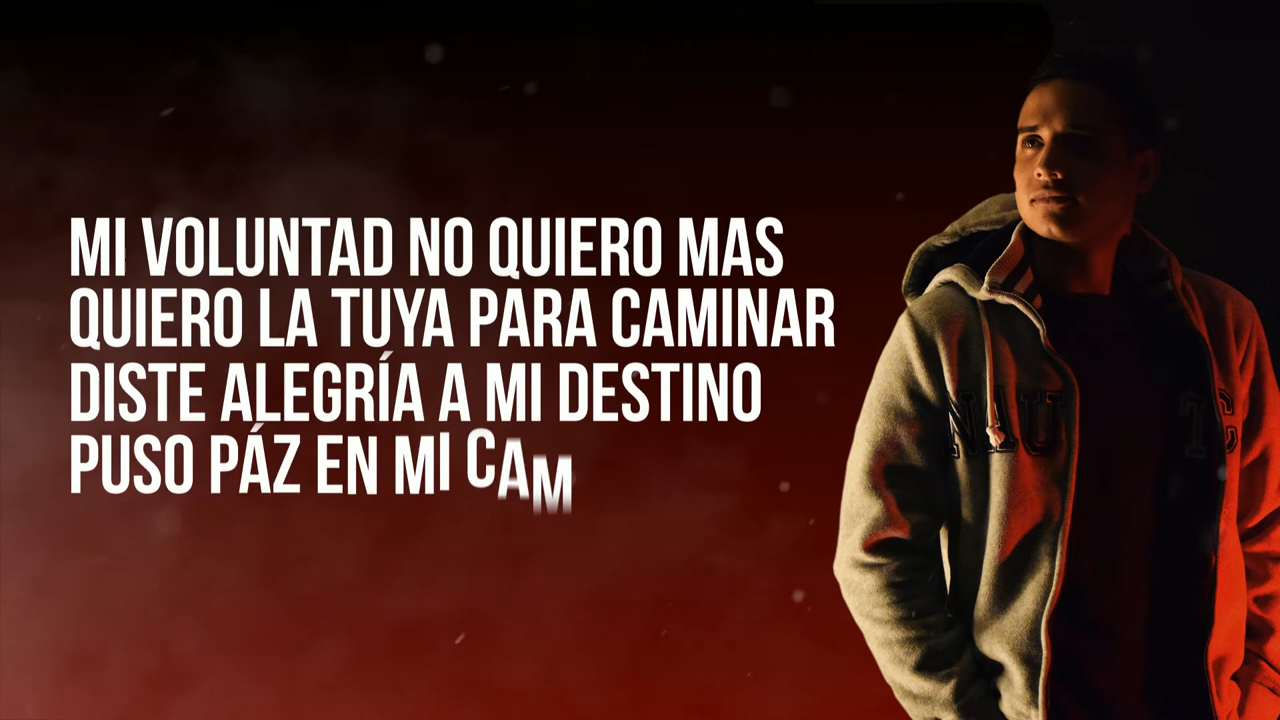 MI VOLUNTAD NO QUIERO MAS
QUIERO LA TUYA PARA CAMINAR
DISTE ALEGRÍA A MI DESTINO
PUSO PÁZ EN MI CAM
NAU